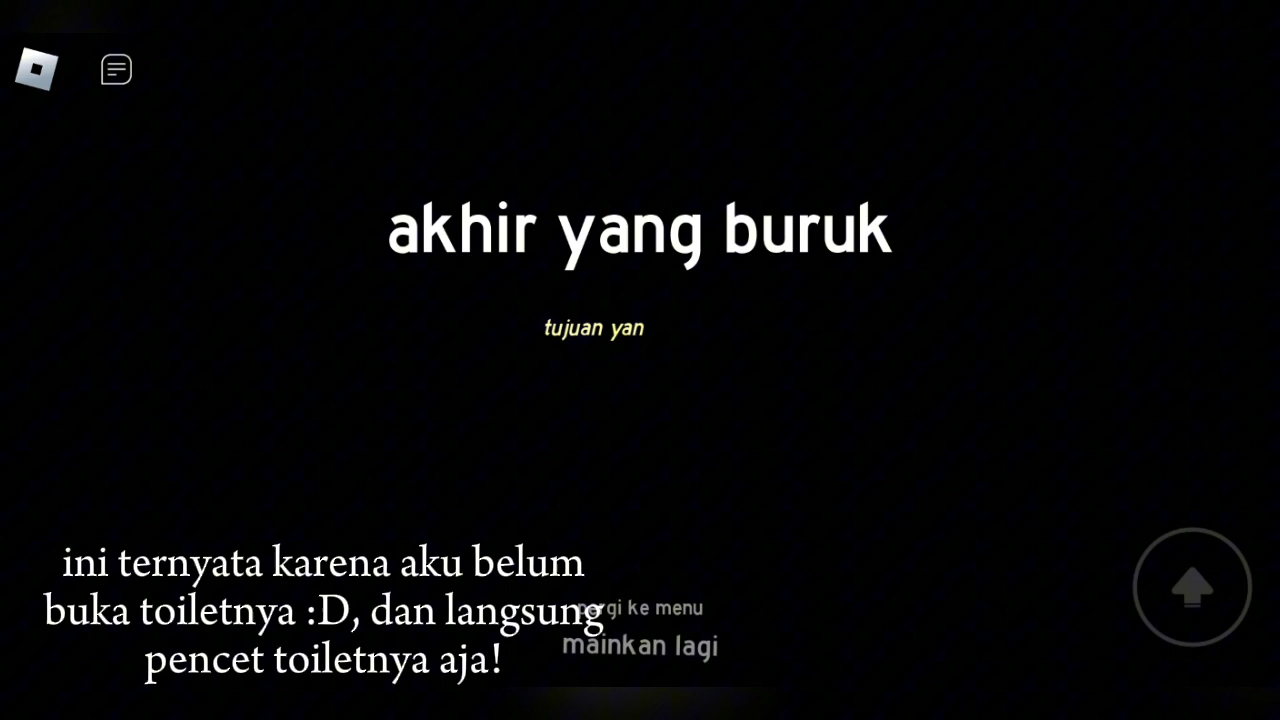 akhir yang buruk
tujuan yan
ini ternyata karena aku belum
buka toiletnya :D, dan langsung
pencet toiletnya aja!
pergi ke menu
mainkan lagi